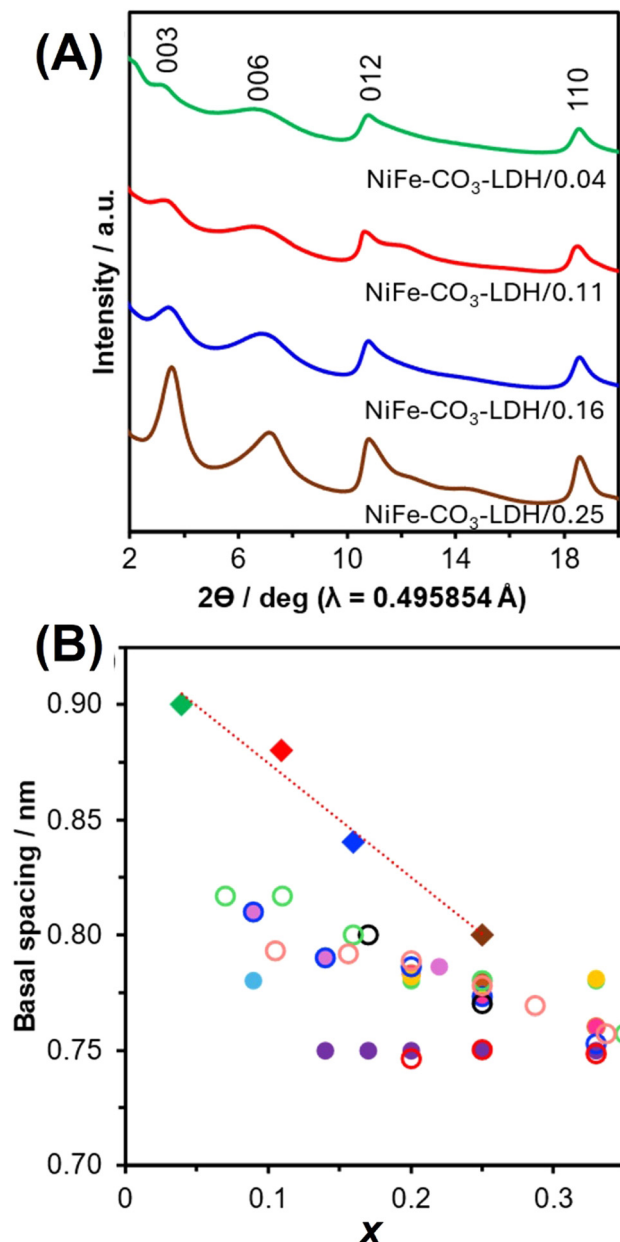 (A)
003
006
012
110
NiFe-CO₃-LDH/0.04
NiFe-CO₃-LDH/0.11
NiFe-CO₃-LDH/0.16
NiFe-CO₃-LDH/0.25
Intensity / a.u.
2 6 10 14 18
2Θ / deg (λ = 0.495854 Å)
(B)
0.90
0.85
0.80
0.75
0.70
Basal spacing / nm
0 0.1 0.2 0.3
x